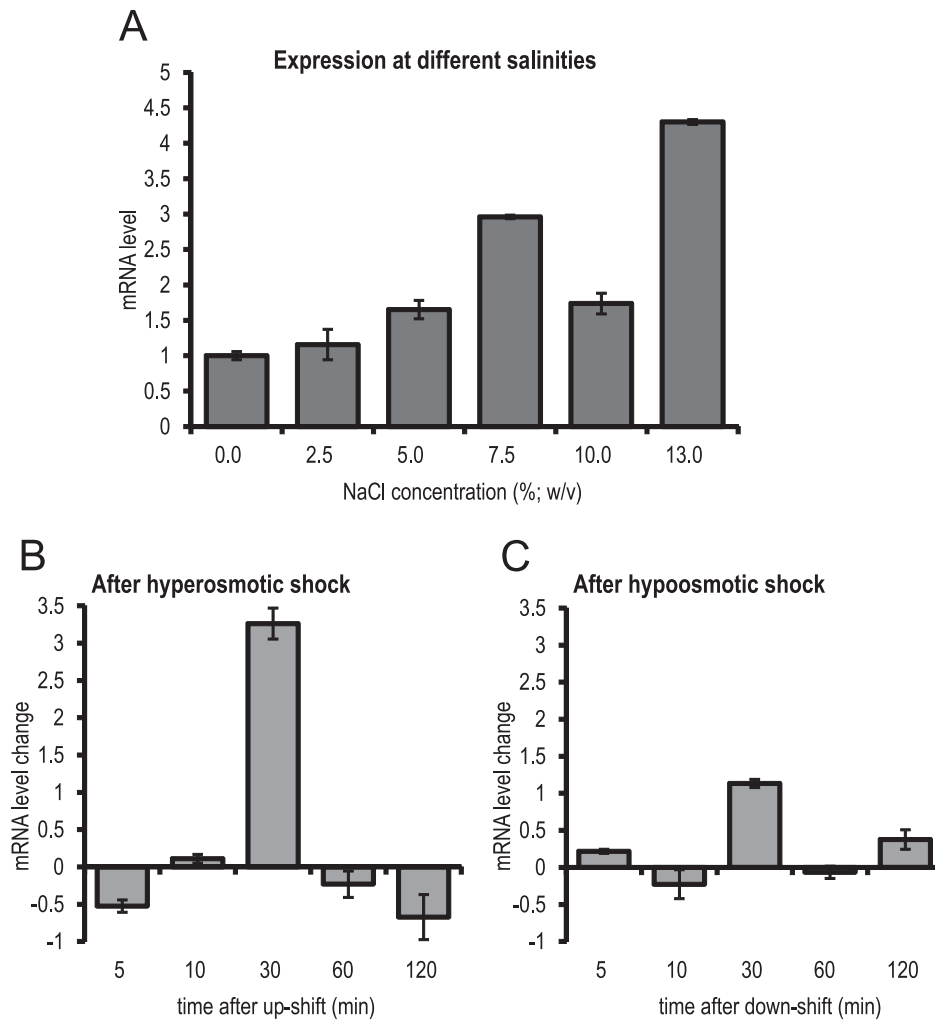 A
Expression at different salinities
5
4.5
4
3.5
3
2.5
2
1.5
1
0.5
0
mRNA level
0.0 2.5 5.0 7.5 10.0 13.0
NaCl concentration (%; w/v)
B
After hyperosmotic shock
3.5
3
2.5
2
1.5
1
0.5
0
-0.5
-1
mRNA level change
5 10 30 60 120
time after up-shift (min)
C
After hypoosmotic shock
3.5
3
2.5
2
1.5
1
0.5
0
-0.5
-1
mRNA level change
5 10 30 60 120
time after down-shift (min)